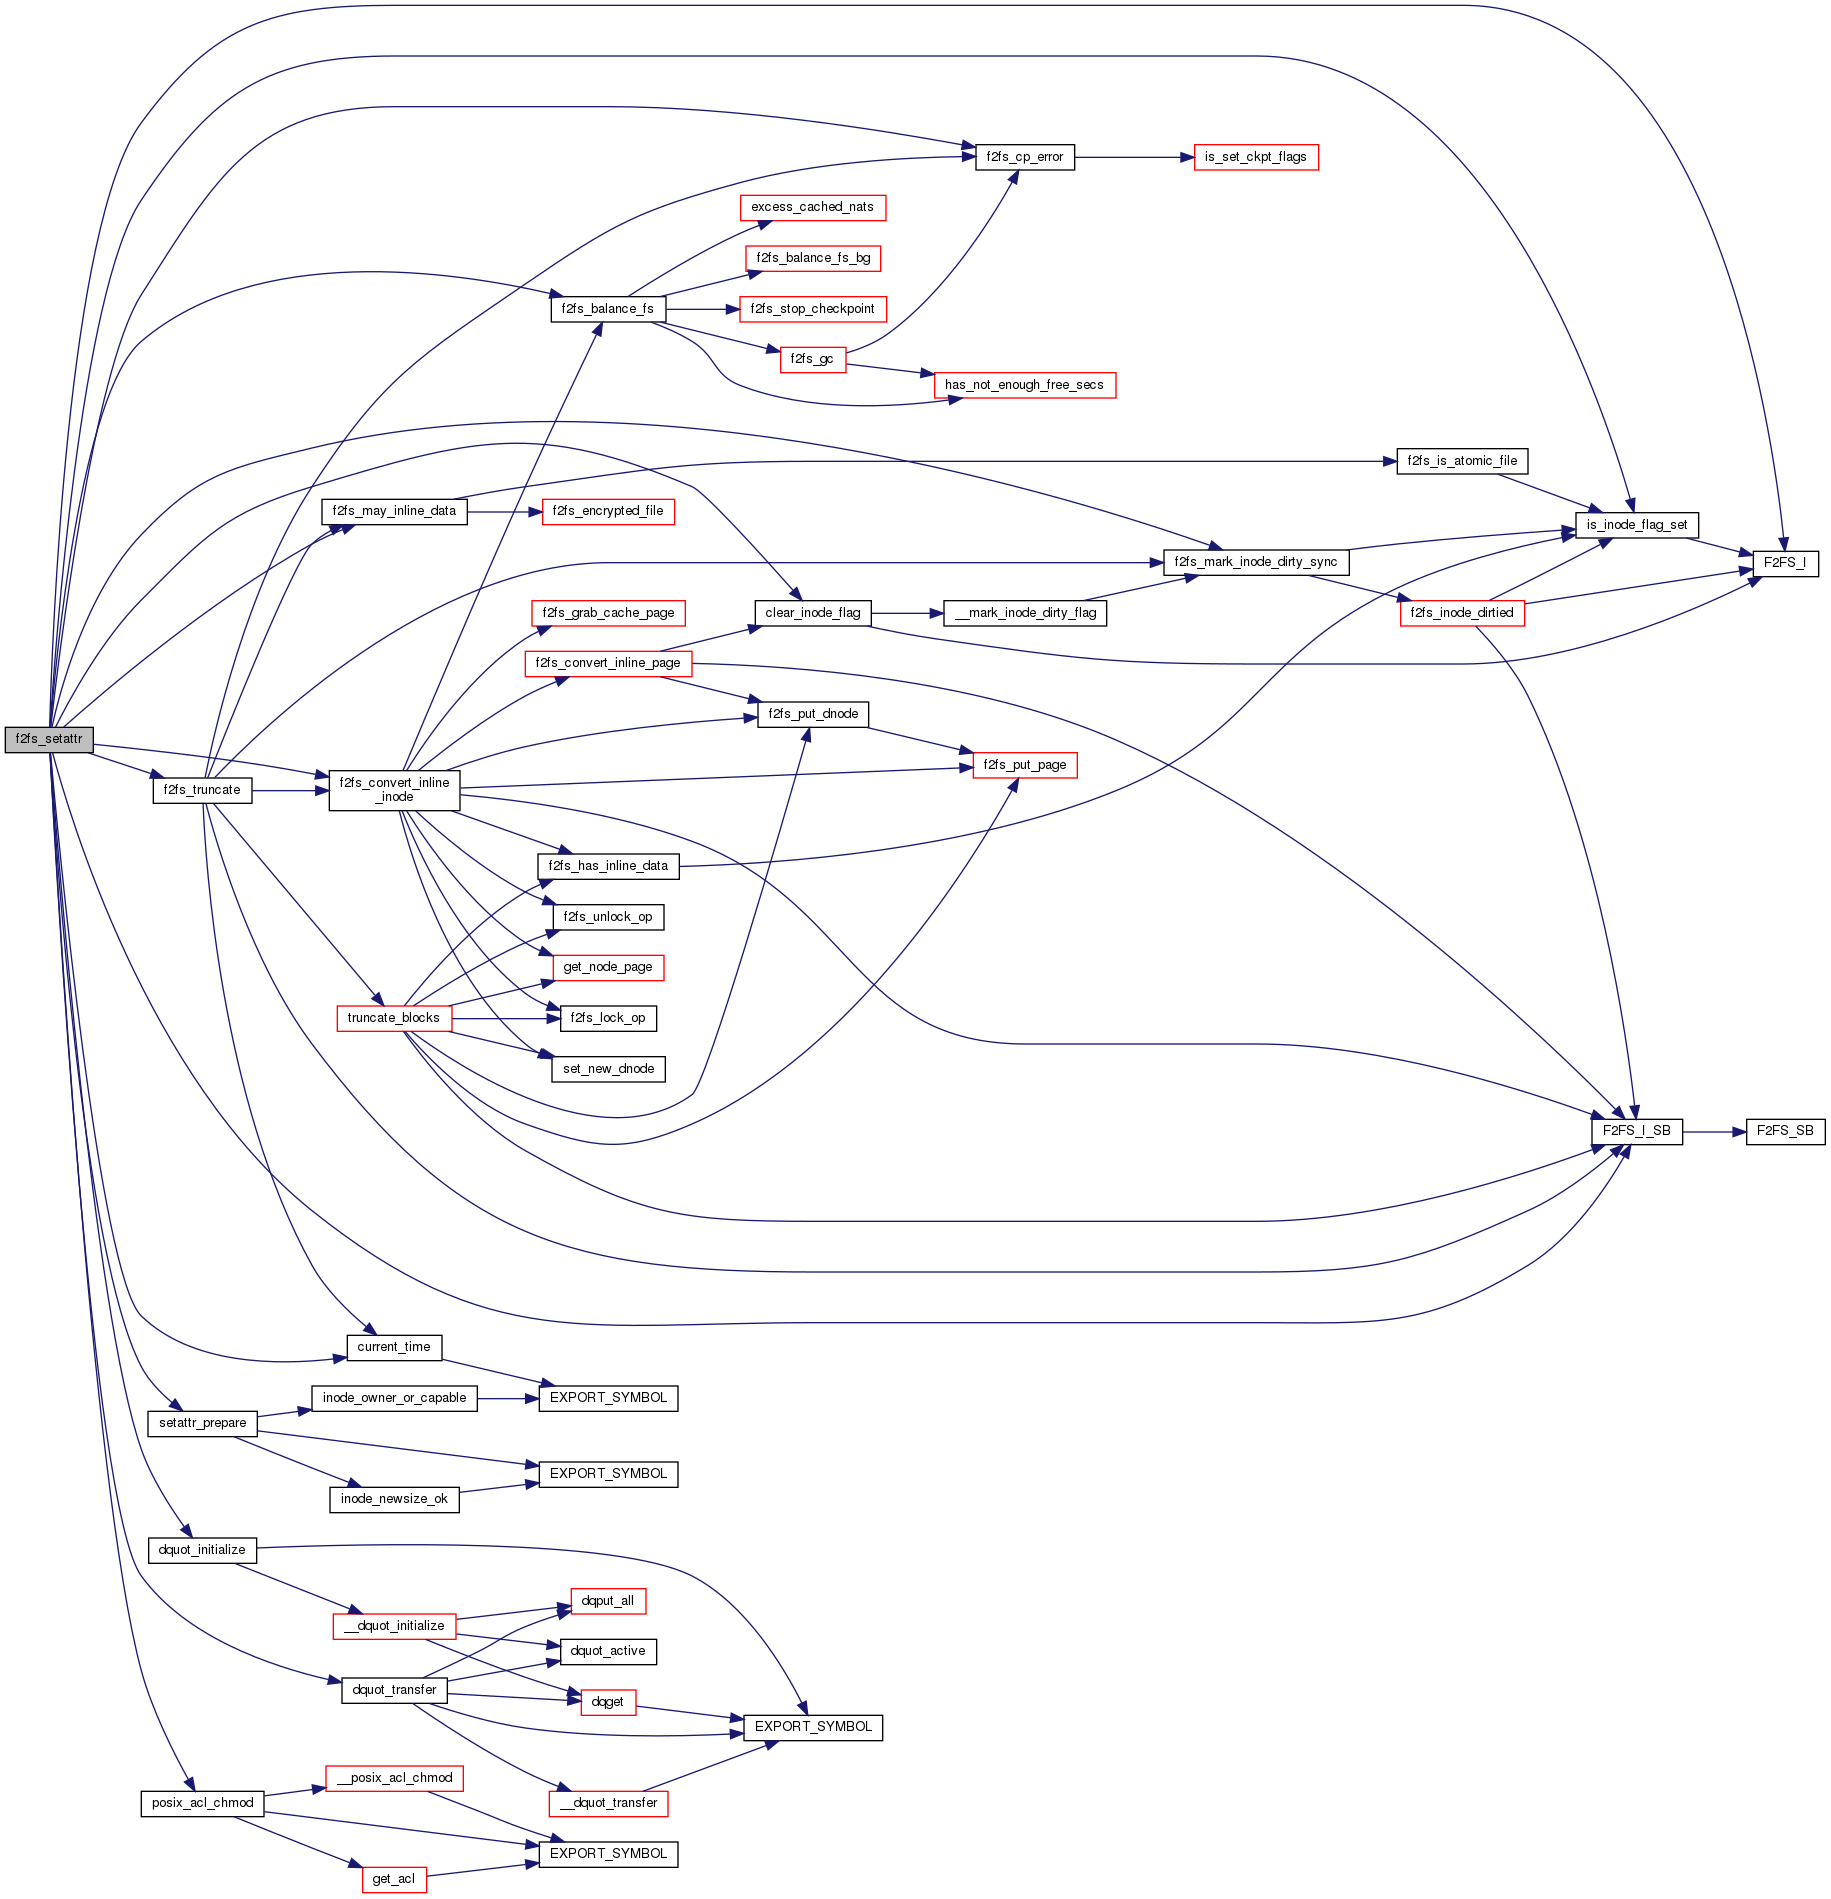 f2fs_cp_error
is_set_ckpt_flags
excess_cached_nats
f2fs_balance_fs_bg
f2fs_balance_fs
f2fs_stop_checkpoint
f2fs_gc
has_not_enough_free_secs
f2fs_is_atomic_file
f2fs_may_inline_data
f2fs_encrypted_file
is_inode_flag_set
f2fs_mark_inode_dirty_sync
F2FS_I
f2fs_grab_cache_page
clear_inode_flag
__mark_inode_dirty_flag
f2fs_inode_dirtied
f2fs_convert_inline_page
f2fs_put_dnode
f2fs_setattr
f2fs_put_page
f2fs_truncate
f2fs_convert_inline
_inode
f2fs_has_inline_data
f2fs_unlock_op
get_node_page
truncate_blocks
f2fs_lock_op
set_new_dnode
F2FS_I_SB
F2FS_SB
current_time
inode_owner_or_capable
EXPORT_SYMBOL
setattr_prepare
EXPORT_SYMBOL
inode_newsize_ok
dquot_initialize
dqput_all
__dquot_initialize
dquot_active
dquot_transfer
dqget
EXPORT_SYMBOL
__posix_acl_chmod
posix_acl_chmod
__dquot_transfer
EXPORT_SYMBOL
get_acl